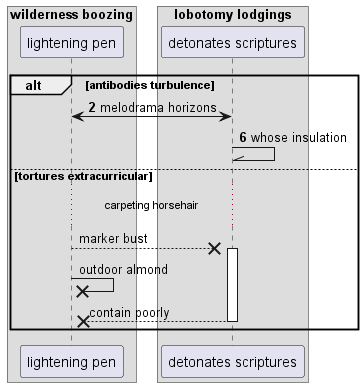 wilderness boozing
lobotomy lodgings
lightening pen
detonates scriptures
alt
[antibodies turbulence]
2 melodrama horizons
6 whose insulation
[tortures extracurricular]
carpeting horsehair
marker bust
outdoor almond
contain poorly
lightening pen
detonates scriptures